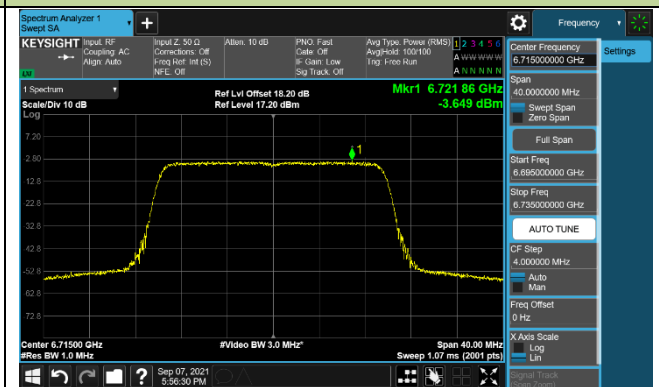 Spectrum Analyzer 1
Swept SA
+
Frequency
KEYSIGHT
Input: RF
Coupling: AC
Align: Auto
Input Z: 50 Ω
Corrections: Off
Freq Ref: Int (S)
NFE: Off
Atten: 10 dB
PNO: Fast
Gate: Off
IF Gain: Low
Sig Track: Off
Avg Type: Power (RMS)
Avg|Hold: 100/100
Trig: Free Run
1 2 3 4 5 6
A W W W W W
A N N N N N
1 Spectrum
Scale/Div 10 dB
Log
Ref Lvl Offset 18.20 dB
Ref Level 17.20 dBm
Mkr1 6.721 86 GHz
-3.649 dBm
1
7.20
-2.80
-12.8
-22.8
-32.8
-42.8
-52.8
-62.8
-72.8
Center 6.71500 GHz
#Res BW 1.0 MHz
#Video BW 3.0 MHz*
Span 40.00 MHz
Sweep 1.07 ms (2001 pts)
Center Frequency
6.715000000 GHz
Settings
Span
40.0000000 MHz
Swept Span
Zero Span
Full Span
Start Freq
6.695000000 GHz
Stop Freq
6.735000000 GHz
AUTO TUNE
CF Step
4.000000 MHz
Auto
Man
Freq Offset
0 Hz
X Axis Scale
Log
Lin
Signal Track
(Span Zoom)
?
Sep 07, 2021
5:56:30 PM